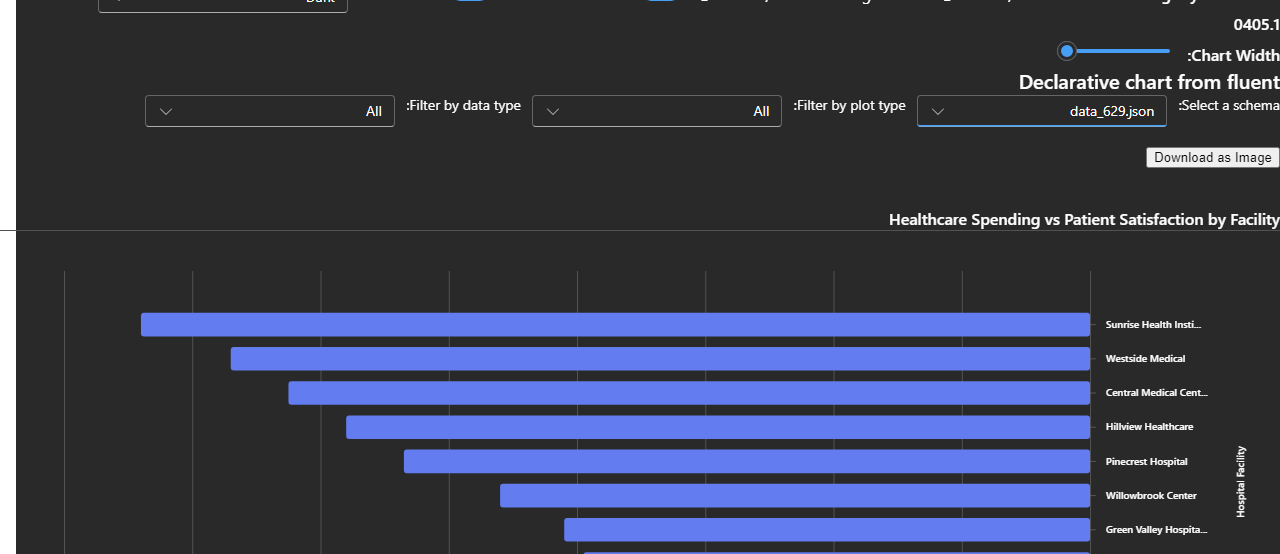 0405.1
:Chart Width
Declarative chart from fluent
:Select a schema
data_629.json
:Filter by plot type
All
:Filter by data type
All
Download as Image
Healthcare Spending vs Patient Satisfaction by Facility
Sunrise Health Insti...
Westside Medical
Central Medical Cent...
Hillview Healthcare
Pinecrest Hospital
Willowbrook Center
Green Valley Hospita...
Hospital Facility